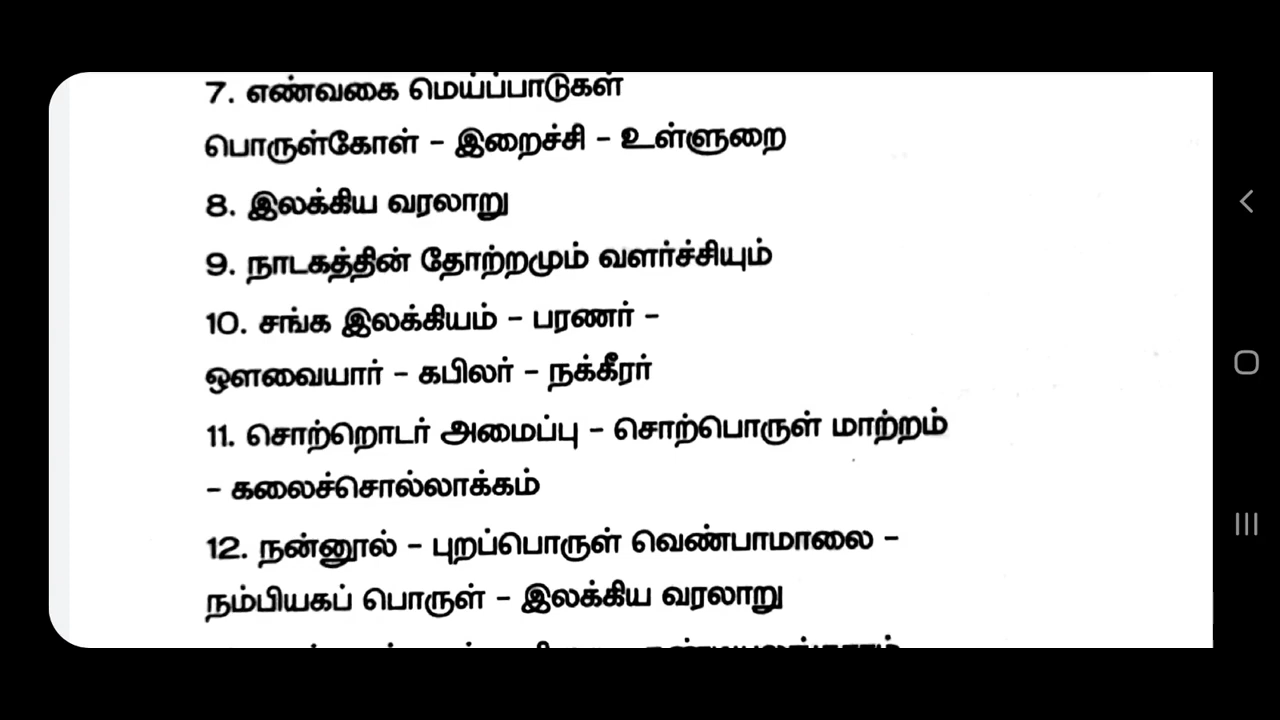 7. எண்வகை மெய்ப்பாடுகள்
பொருள்கோள் - இறைச்சி - உள்ளுறை
8. இலக்கிய வரலாறு
9. நாடகத்தின் தோற்றமும் வளர்ச்சியும்
10. சங்க இலக்கியம் - பரணர் -
ஔவையார் - கபிலர் - நக்கீரர்
11. சொற்றொடர் அமைப்பு - சொற்பொருள் மாற்றம்
- கலைச்சொல்லாக்கம்
12. நன்னூல் - புறப்பொருள் வெண்பாமாலை -
நம்பியகப் பொருள் - இலக்கிய வரலாறு